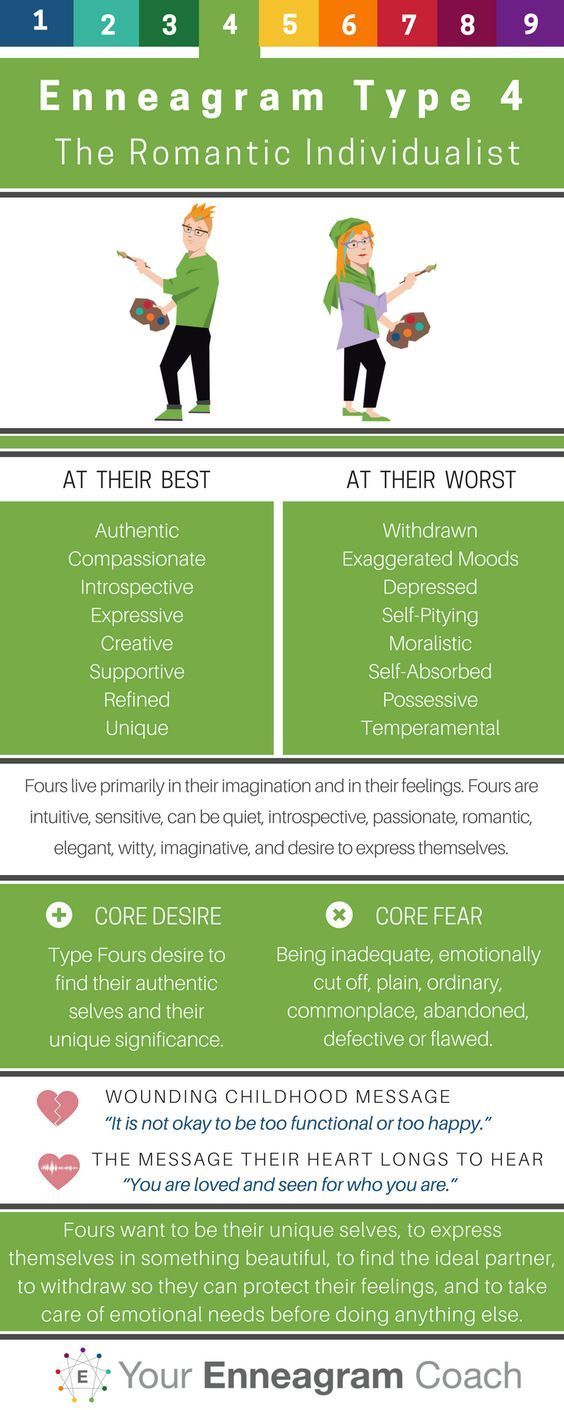 1 2 3 4 5 6 7 8 9
Enneagram Type 4
The Romantic Individualist
AT THEIR BEST
Authentic
Compassionate
Introspective
Expressive
Creative
Supportive
Refined
Unique
AT THEIR WORST
Withdrawn
Exaggerated Moods
Depressed
Self-Pitying
Moralistic
Self-Absorbed
Possessive
Temperamental
Fours live primarily in their imagination and in their feelings. Fours are
intuitive, sensitive, can be quiet, introspective, passionate, romantic,
elegant, witty, imaginative, and desire to express themselves.
CORE DESIRE
Type Fours desire to
find their authentic
selves and their
unique significance.
CORE FEAR
Being inadequate, emotionally
cut off, plain, ordinary,
commonplace, abandoned,
defective or flawed.
WOUNDING CHILDHOOD MESSAGE
“It is not okay to be too functional or too happy.”
THE MESSAGE THEIR HEART LONGS TO HEAR
“You are loved and seen for who you are.”
Fours want to be their unique selves, to express
themselves in something beautiful, to find the ideal partner,
to withdraw so they can protect their feelings, and to take
care of emotional needs before doing anything else.
E Your Enneagram Coach